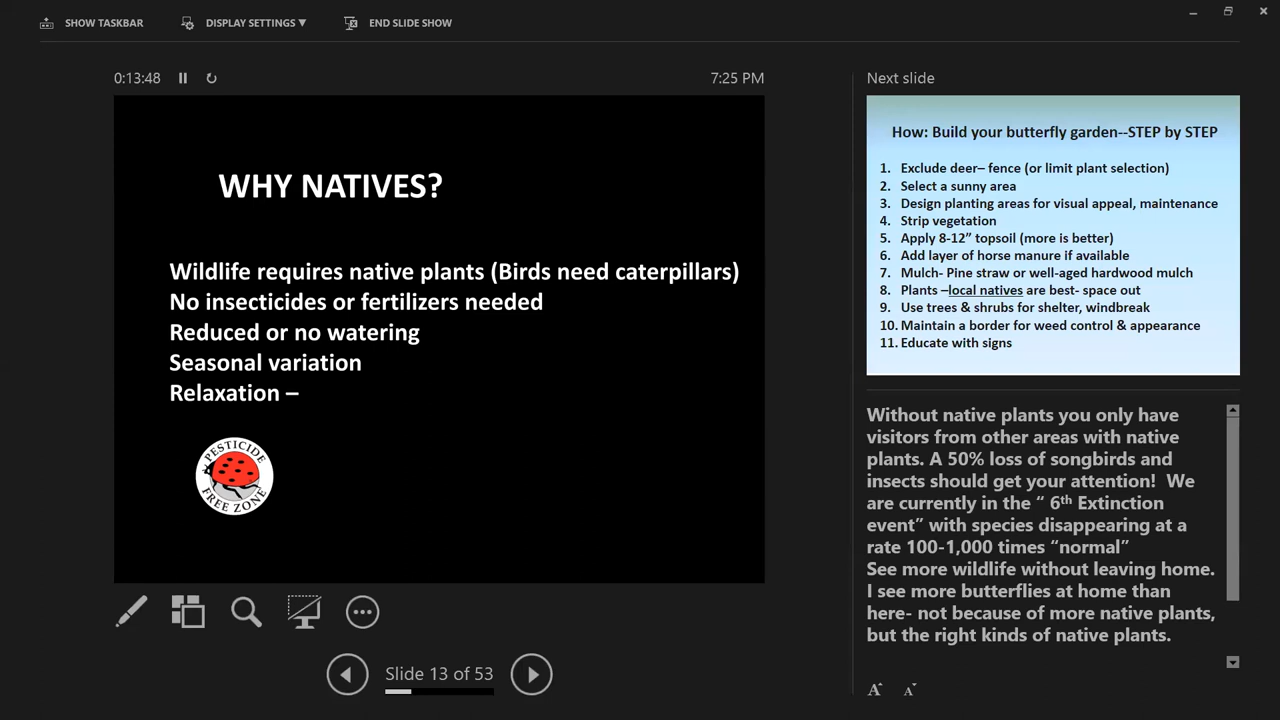 SHOW TASKBAR
DISPLAY SETTINGS ▼
END SLIDE SHOW
0:13:48
7:25 PM
WHY NATIVES?
Wildlife requires native plants (Birds need caterpillars)
No insecticides or fertilizers needed
Reduced or no watering
Seasonal variation
Relaxation –
PESTICIDE
FREE ZONE
Slide 13 of 53
Next slide
How: Build your butterfly garden--STEP by STEP
1. Exclude deer– fence (or limit plant selection)
2. Select a sunny area
3. Design planting areas for visual appeal, maintenance
4. Strip vegetation
5. Apply 8-12” topsoil (more is better)
6. Add layer of horse manure if available
7. Mulch- Pine straw or well-aged hardwood mulch
8. Plants –local natives are best- space out
9. Use trees & shrubs for shelter, windbreak
10. Maintain a border for weed control & appearance
11. Educate with signs
Without native plants you only have
visitors from other areas with native
plants. A 50% loss of songbirds and
insects should get your attention! We
are currently in the “ 6th Extinction
event” with species disappearing at a
rate 100-1,000 times “normal”
See more wildlife without leaving home.
I see more butterflies at home than
here- not because of more native plants,
but the right kinds of native plants.
A A